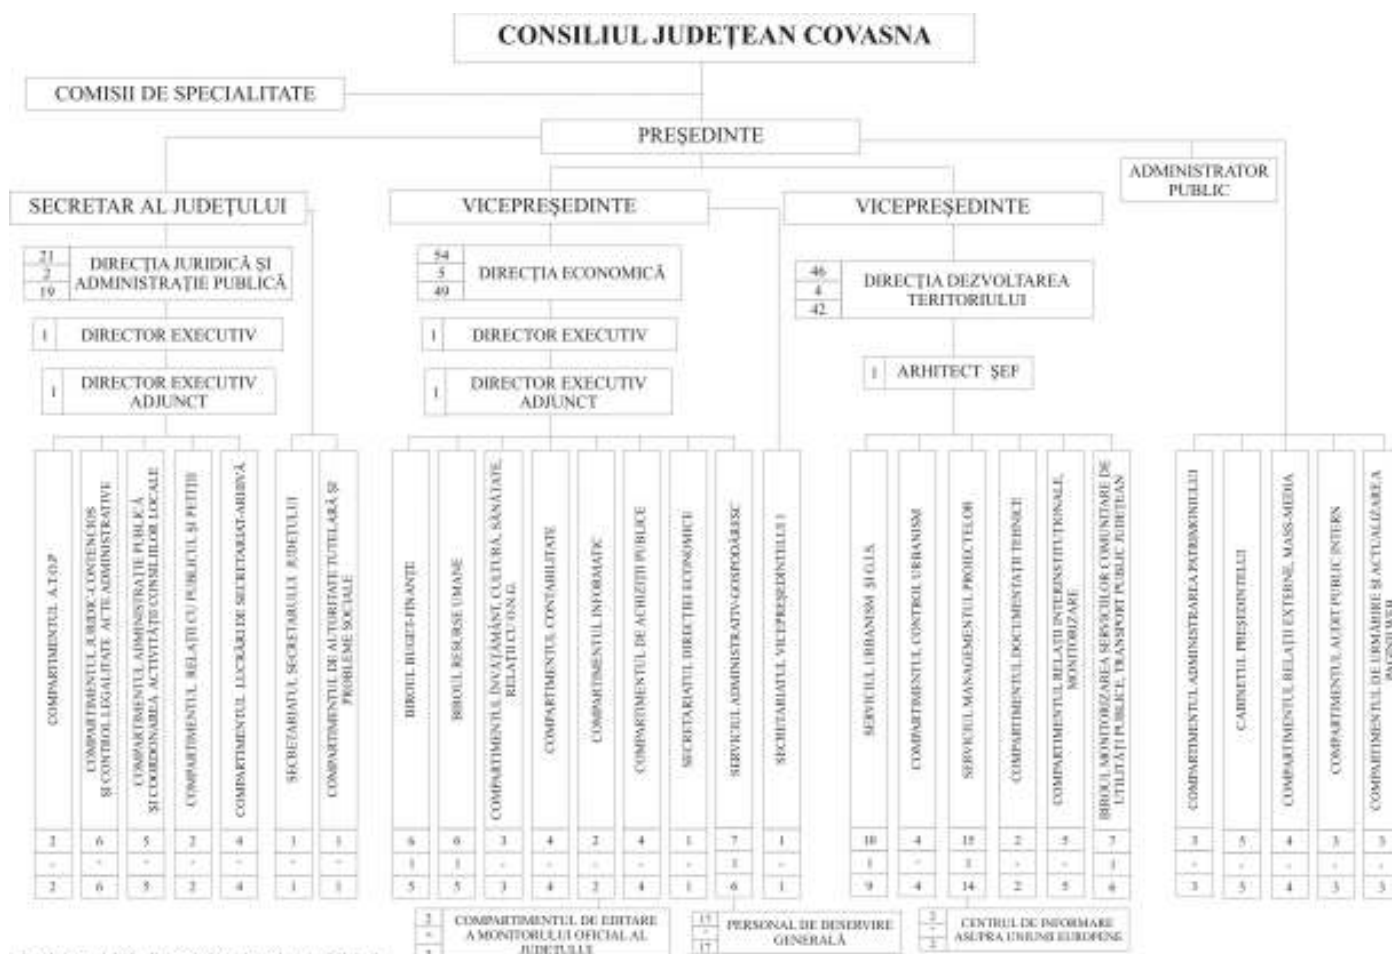 CONSILIUL JUDEȚEAN COVASNA
COMISII DE SPECIALITATE
PREȘEDINTE
ADMINISTRATOR
PUBLIC
SECRETAR AL JUDEȚULUI
VICEPREȘEDINTE
VICEPREȘEDINTE
21
2
19
DIRECȚIA JURIDICĂ ȘI
ADMINISTRAȚIE PUBLICĂ
54
5
49
DIRECȚIA ECONOMICĂ
46
4
42
DIRECȚIA DEZVOLTAREA
TERITORIULUI
1 DIRECTOR EXECUTIV
1 DIRECTOR EXECUTIV
1 DIRECTOR EXECUTIV
ADJUNCT
1 DIRECTOR EXECUTIV
ADJUNCT
1 ARHITECT ȘEF
COMPARTIMENTUL A.T.O.P
COMPARTIMENTUL JURIDIC-CONTENCIOS
ȘI CONTROL LEGALITATE ACTE ADMINISTRATIVE
COMPARTIMENTUL ADMINISTRAȚIE PUBLICĂ
ȘI COORDONAREA ACTIVITĂȚII CONSILIILOR LOCALE
COMPARTIMENTUL RELAȚII CU PUBLICUL ȘI PETIȚII
COMPARTIMENTUL LUCRĂRI DE SECRETARIAT-ARHIVĂ
SECRETARIATUL SECRETARULUI JUDEȚULUI
COMPARTIMENTUL DE AUTORITATE TUTELARĂ ȘI
PROBLEME SOCIALE
BIROUL BUGET-FINANȚE
BIROUL RESURSE UMANE
COMPARTIMENTUL ÎNVĂȚĂMÂNT, CULTURĂ, SĂNĂTATE,
RELAȚII CU O.N.G.
COMPARTIMENTUL CONTABILITATE
COMPARTIMENTUL INFORMATIC
COMPARTIMENTUL DE ACHIZIȚII PUBLICE
SECRETARIATUL DIRECȚIEI ECONOMICE
SERVICIUL ADMINISTRATIV-GOSPODĂRESC
SECRETARIATUL VICEPREȘEDINTELUI
SERVICIUL URBANISM ȘI G.I.S.
COMPARTIMENTUL CONTROL URBANISM
SERVICIUL MANAGEMENTUL PROIECTELOR
COMPARTIMENTUL DOCUMENTAȚII TEHNICE
COMPARTIMENTUL RELAȚII INTERINSTITUȚIONALE,
MONITORIZARE
BIROUL MONITORIZAREA SERVICIILOR COMUNITARE DE
UTILITĂȚI PUBLICE, TRANSPORT PUBLIC JUDEȚEAN
COMPARTIMENTUL ADMINISTRAREA PATRIMONIULUI
CABINETUL PREȘEDINTELUI
COMPARTIMENTUL RELAȚII EXTERNE, MASS-MEDIA
COMPARTIMENTUL AUDIT PUBLIC INTERN
COMPARTIMENTUL DE URMĂRIRE ȘI ACTUALIZAREA
2 6 5 2 4 1 1 6 6 3 4 2 4 1 7 1 10 4 15 2 5 7 3 5 4 3 3
- - - - - - - 1 1 - - - - - 1 - 1 - 1 - - 1 - - - - -
2 6 5 2 4 1 1 5 5 3 4 2 4 1 6 1 9 4 14 2 5 6 3 5 4 3 3
2
-
COMPARTIMENTUL DE EDITARE
A MONITORULUI OFICIAL AL
JUDEȚULUI
17
-
17
PERSONAL DE DESERVIRE
GENERALĂ
2
-
2
CENTRUL DE INFORMARE
ASUPRA UNIUNII EUROPENE